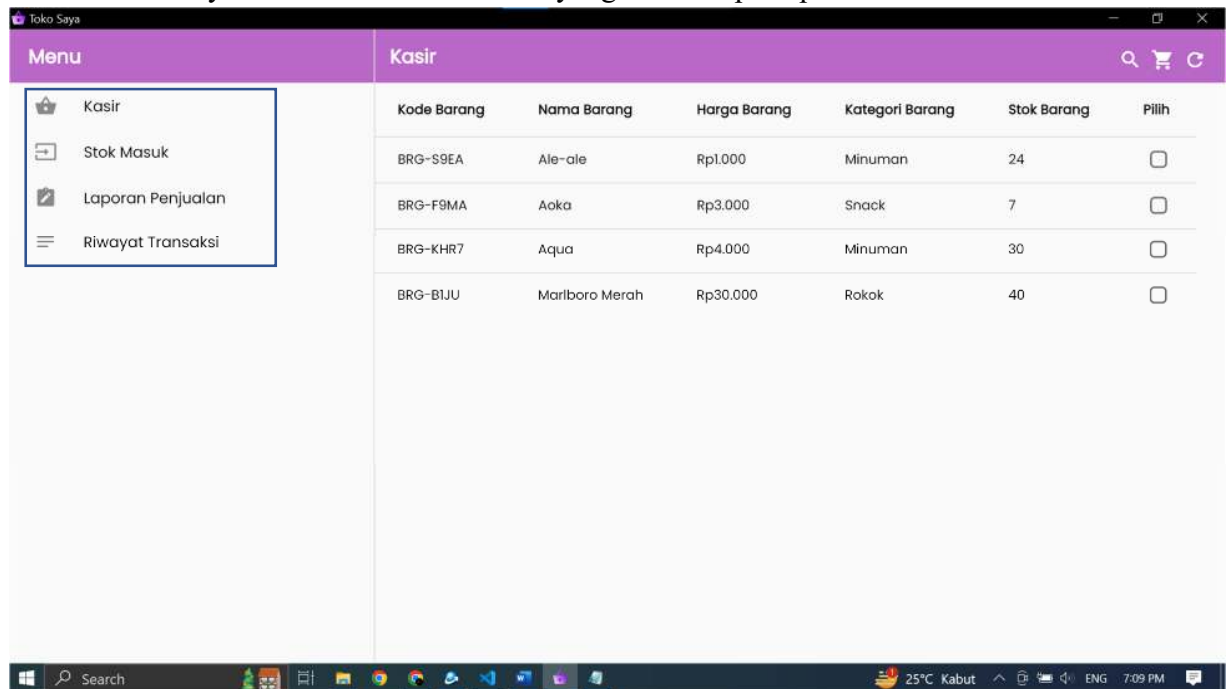 Toko Saya
Menu
Kasir
Kasir
Stok Masuk
Laporan Penjualan
Riwayat Transaksi
Kode Barang Nama Barang Harga Barang Kategori Barang Stok Barang Pilih
BRG-S9EA Ale-ale Rp1.000 Minuman 24
BRG-F9MA Aoka Rp3.000 Snack 7
BRG-KHR7 Aqua Rp4.000 Minuman 30
BRG-B1JU Marlboro Merah Rp30.000 Rokok 40
Search 25°C Kabut ENG 7:09 PM